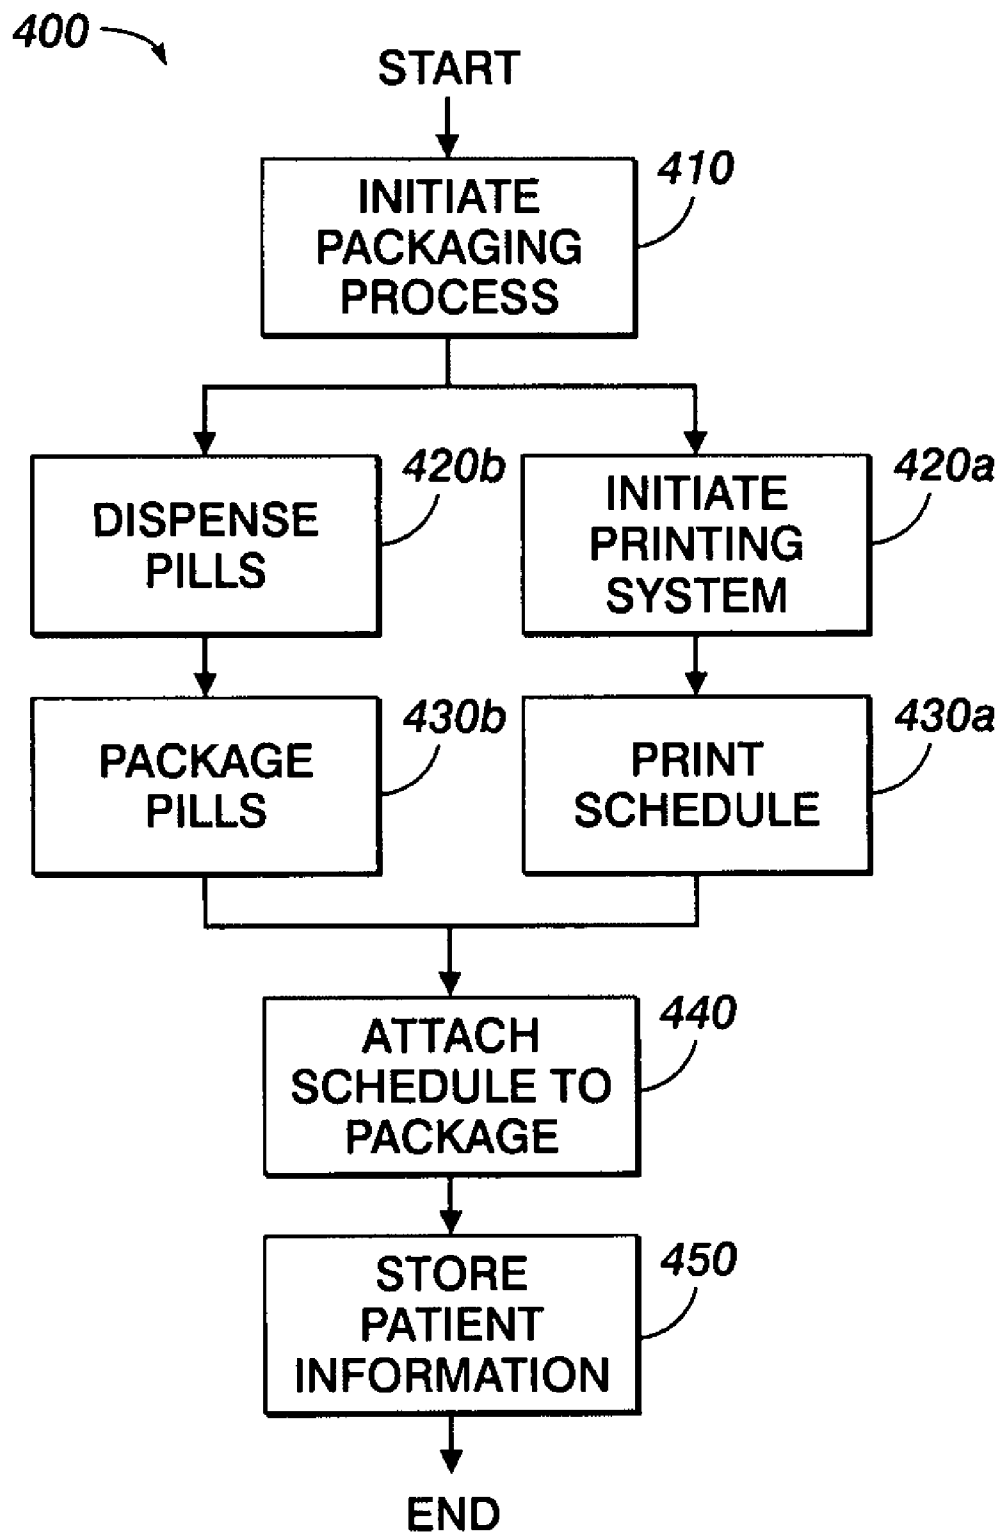 400
START
410
INITIATE
PACKAGING
PROCESS
420b
DISPENSE
PILLS
420a
INITIATE
PRINTING
SYSTEM
430b
PACKAGE
PILLS
430a
PRINT
SCHEDULE
440
ATTACH
SCHEDULE TO
PACKAGE
450
STORE
PATIENT
INFORMATION
END